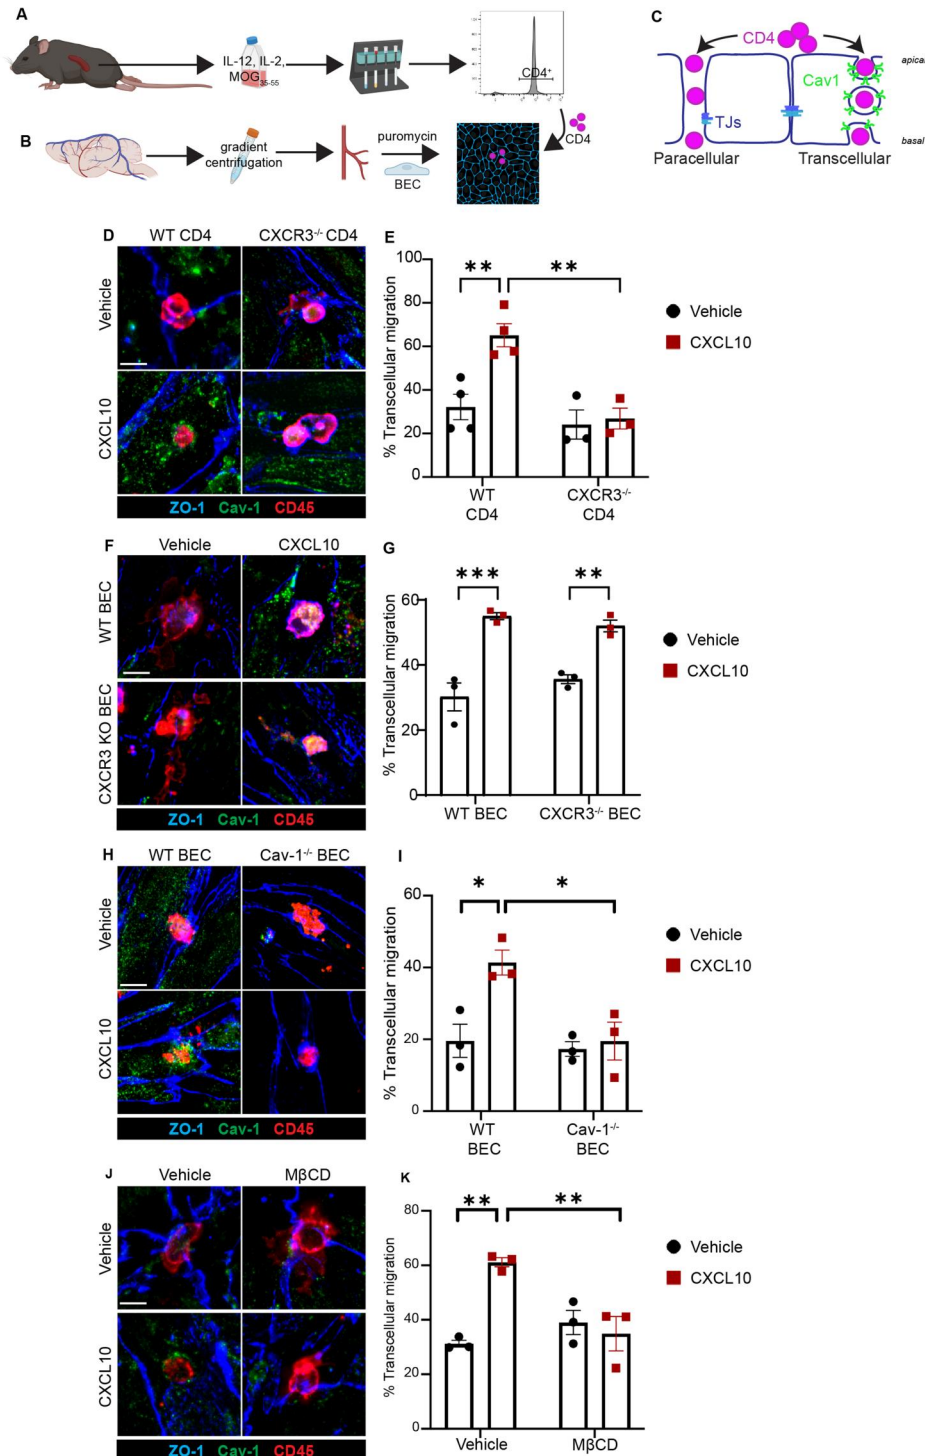 A
IL-12, IL-2,
MOG35-55
CD4+
B
gradient
centrifugation
puromycin
BEC
CD4
C
CD4
apical
Cav1
TJs
basal
Paracellular
Transcellular
D
WT CD4
CXCR3-/- CD4
Vehicle
CXCL10
ZO-1 Cav-1 CD45
E
% Transcellular migration
100
80
60
40
20
0
**
**
WT
CD4
CXCR3-/-
CD4
Vehicle
CXCL10
F
Vehicle
CXCL10
WT BEC
CXCR3 KO BEC
ZO-1 Cav-1 CD45
G
% Transcellular migration
60
40
20
0
***
**
WT BEC
CXCR3-/- BEC
Vehicle
CXCL10
H
WT BEC
Cav-1-/- BEC
Vehicle
CXCL10
ZO-1 Cav-1 CD45
I
% Transcellular migration
60
40
20
0
*
*
WT
BEC
Cav-1-/-
BEC
Vehicle
CXCL10
J
Vehicle
MβCD
Vehicle
CXCL10
ZO-1 Cav-1 CD45
K
% Transcellular migration
80
60
40
20
0
**
**
Vehicle
MβCD
Vehicle
CXCL10